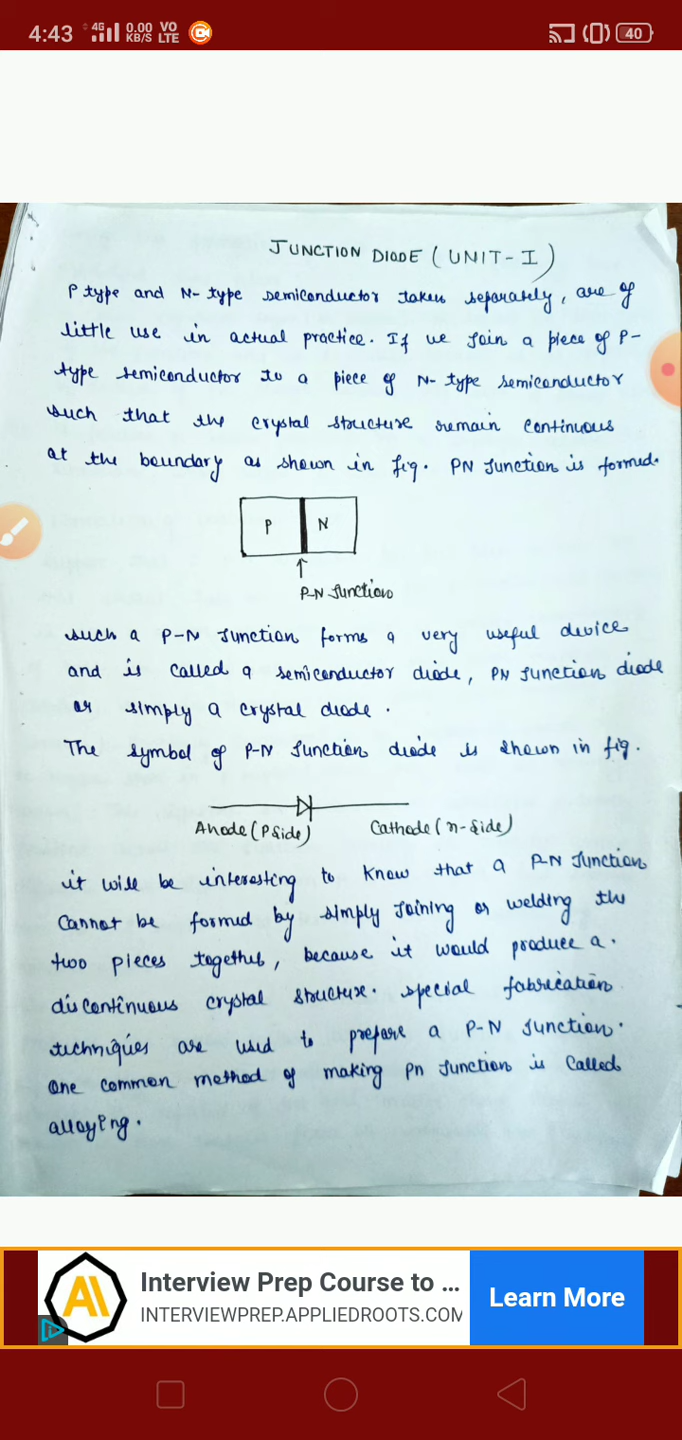 4:43 4G 0.00 KB/S VO LTE 40
JUNCTION DIODE (UNIT-I)
P type and N-type semiconductor taken separately, are of
little use in actual practice. If we join a piece of P-
type semiconductor to a piece of N-type semiconductor
such that the crystal structure remain continuous
at the boundary as shown in fig. PN junction is formed.
P N
↑
P-N junction
such a P-N junction forms a very useful device
and is called a semiconductor diode, PN junction diode
or simply a crystal diode.
The symbol of P-N junction diode is shown in fig.
Anode (P side) Cathode (n-side)
it will be interesting to know that a P-N junction
cannot be formed by simply joining or welding the
two pieces together, because it would produce a.
discontinuous crystal structure. special fabrication
techniques are used to prepare a P-N junction.
one common method of making pn junction is called
alloying.
Interview Prep Course to ...
INTERVIEWPREP.APPLIEDROOTS.COM
Learn More